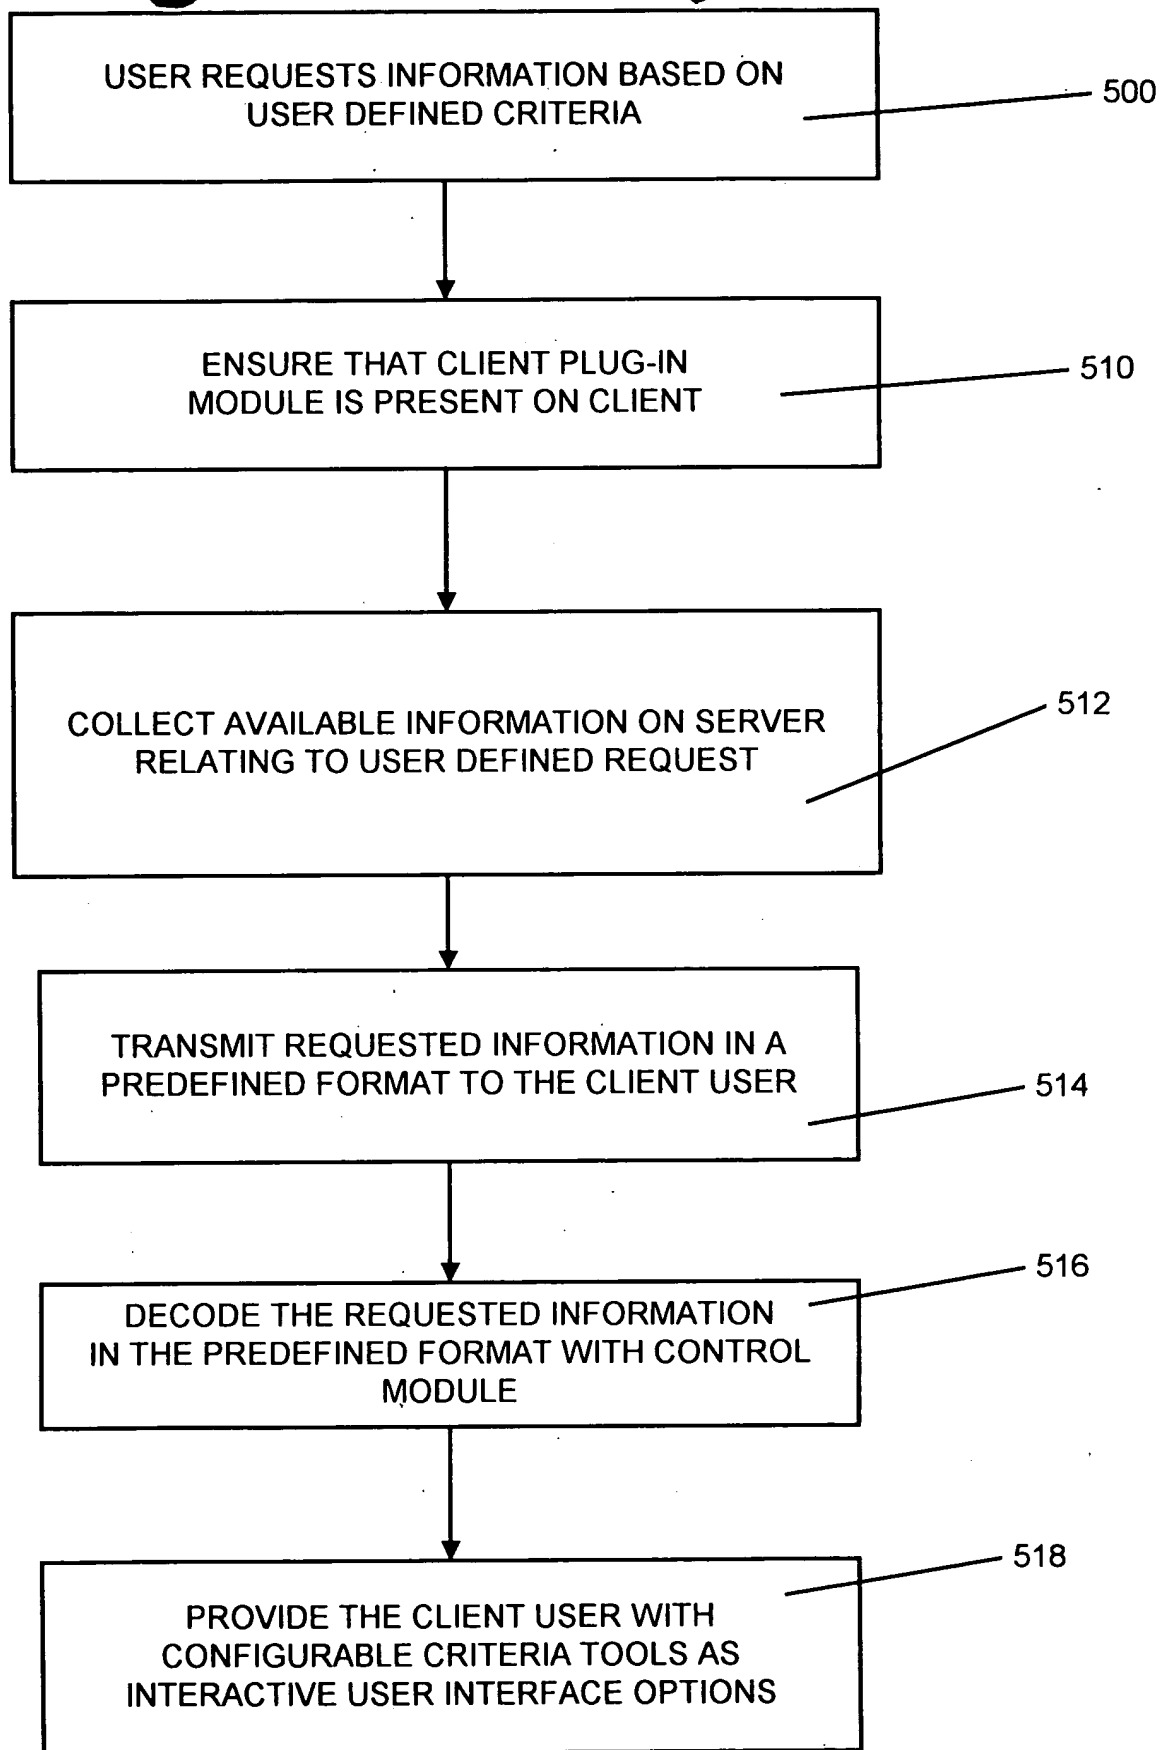 USER REQUESTS INFORMATION BASED ON
USER DEFINED CRITERIA
500
ENSURE THAT CLIENT PLUG-IN
MODULE IS PRESENT ON CLIENT
510
COLLECT AVAILABLE INFORMATION ON SERVER
RELATING TO USER DEFINED REQUEST
512
TRANSMIT REQUESTED INFORMATION IN A
PREDEFINED FORMAT TO THE CLIENT USER
514
DECODE THE REQUESTED INFORMATION
IN THE PREDEFINED FORMAT WITH CONTROL
MODULE
516
PROVIDE THE CLIENT USER WITH
CONFIGURABLE CRITERIA TOOLS AS
INTERACTIVE USER INTERFACE OPTIONS
518